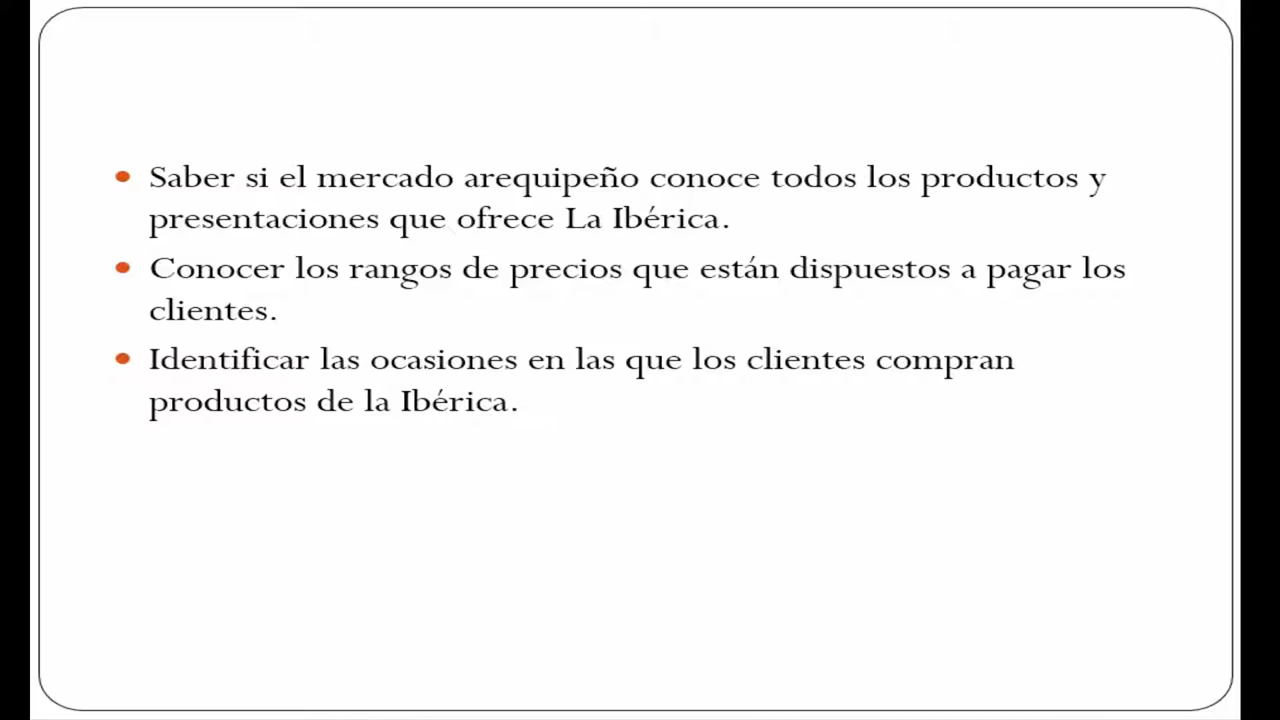 • Saber si el mercado arequipeño conoce todos los productos y
presentaciones que ofrece La Ibérica.
• Conocer los rangos de precios que están dispuestos a pagar los
clientes.
• Identificar las ocasiones en las que los clientes compran
productos de la Ibérica.